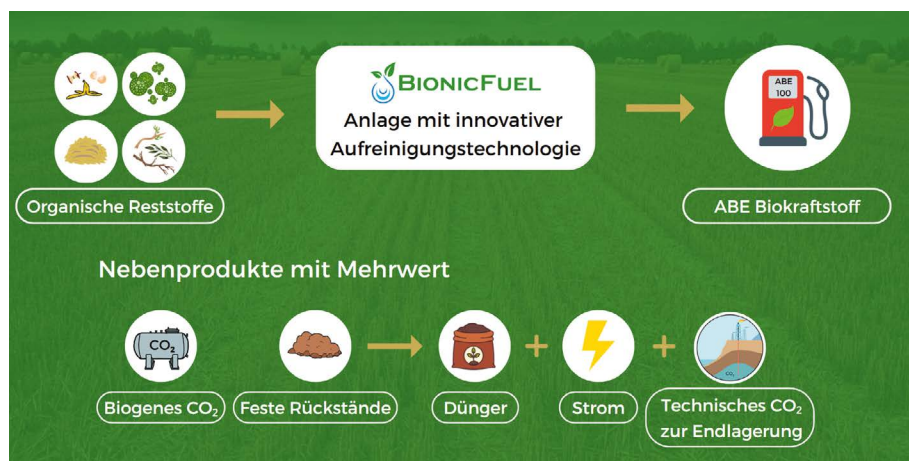 BIONICFUEL
Anlage mit innovativer
Aufreinigungstechnologie
ABE
100
Organische Reststoffe
ABE Biokraftstoff
Nebenprodukte mit Mehrwert
CO₂
CO₂
Biogenes CO₂
Feste Rückstände
Dünger
Strom
Technisches CO₂
zur Endlagerung